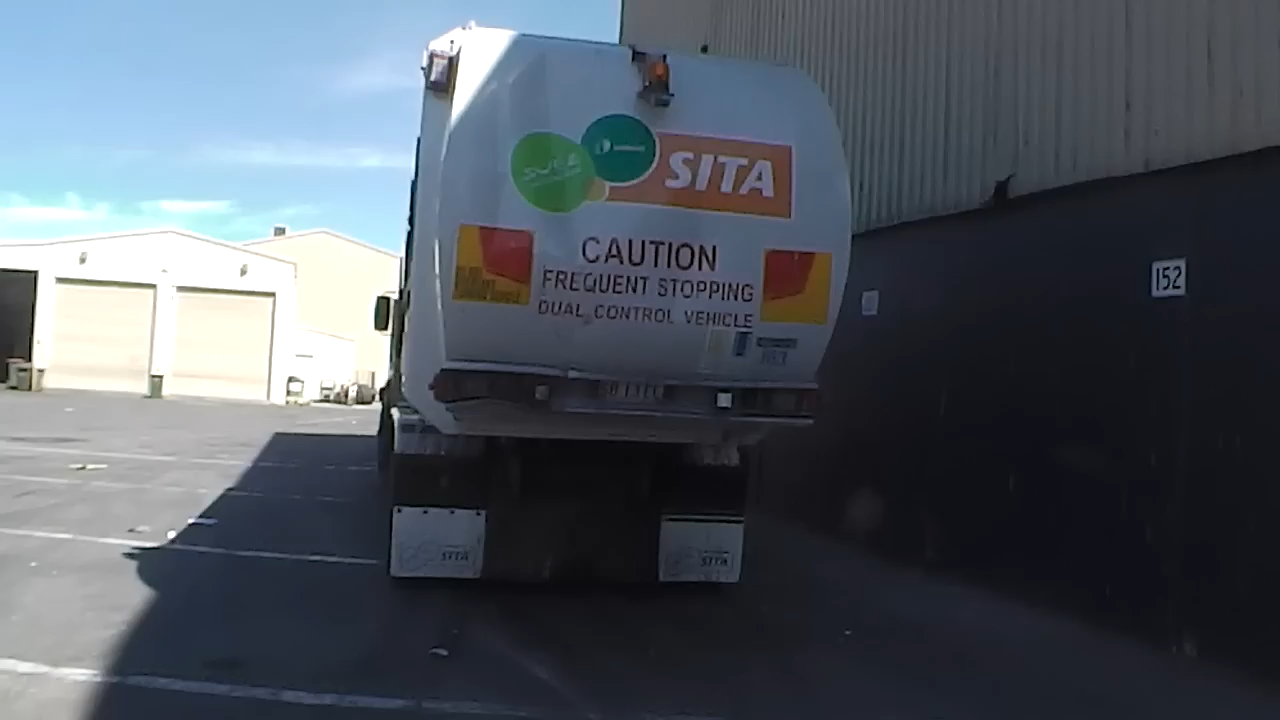 SITA
CAUTION
FREQUENT STOPPING
DUAL CONTROL VEHICLE
152
SITA
SITA